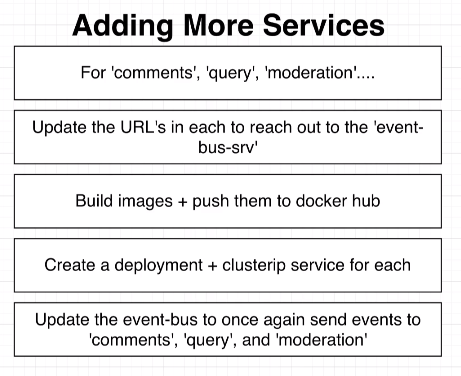 Adding More Services
For 'comments', 'query', 'moderation'....
Update the URL's in each to reach out to the 'event-
bus-srv'
Build images + push them to docker hub
Create a deployment + clusterip service for each
Update the event-bus to once again send events to
'comments', 'query', and 'moderation'